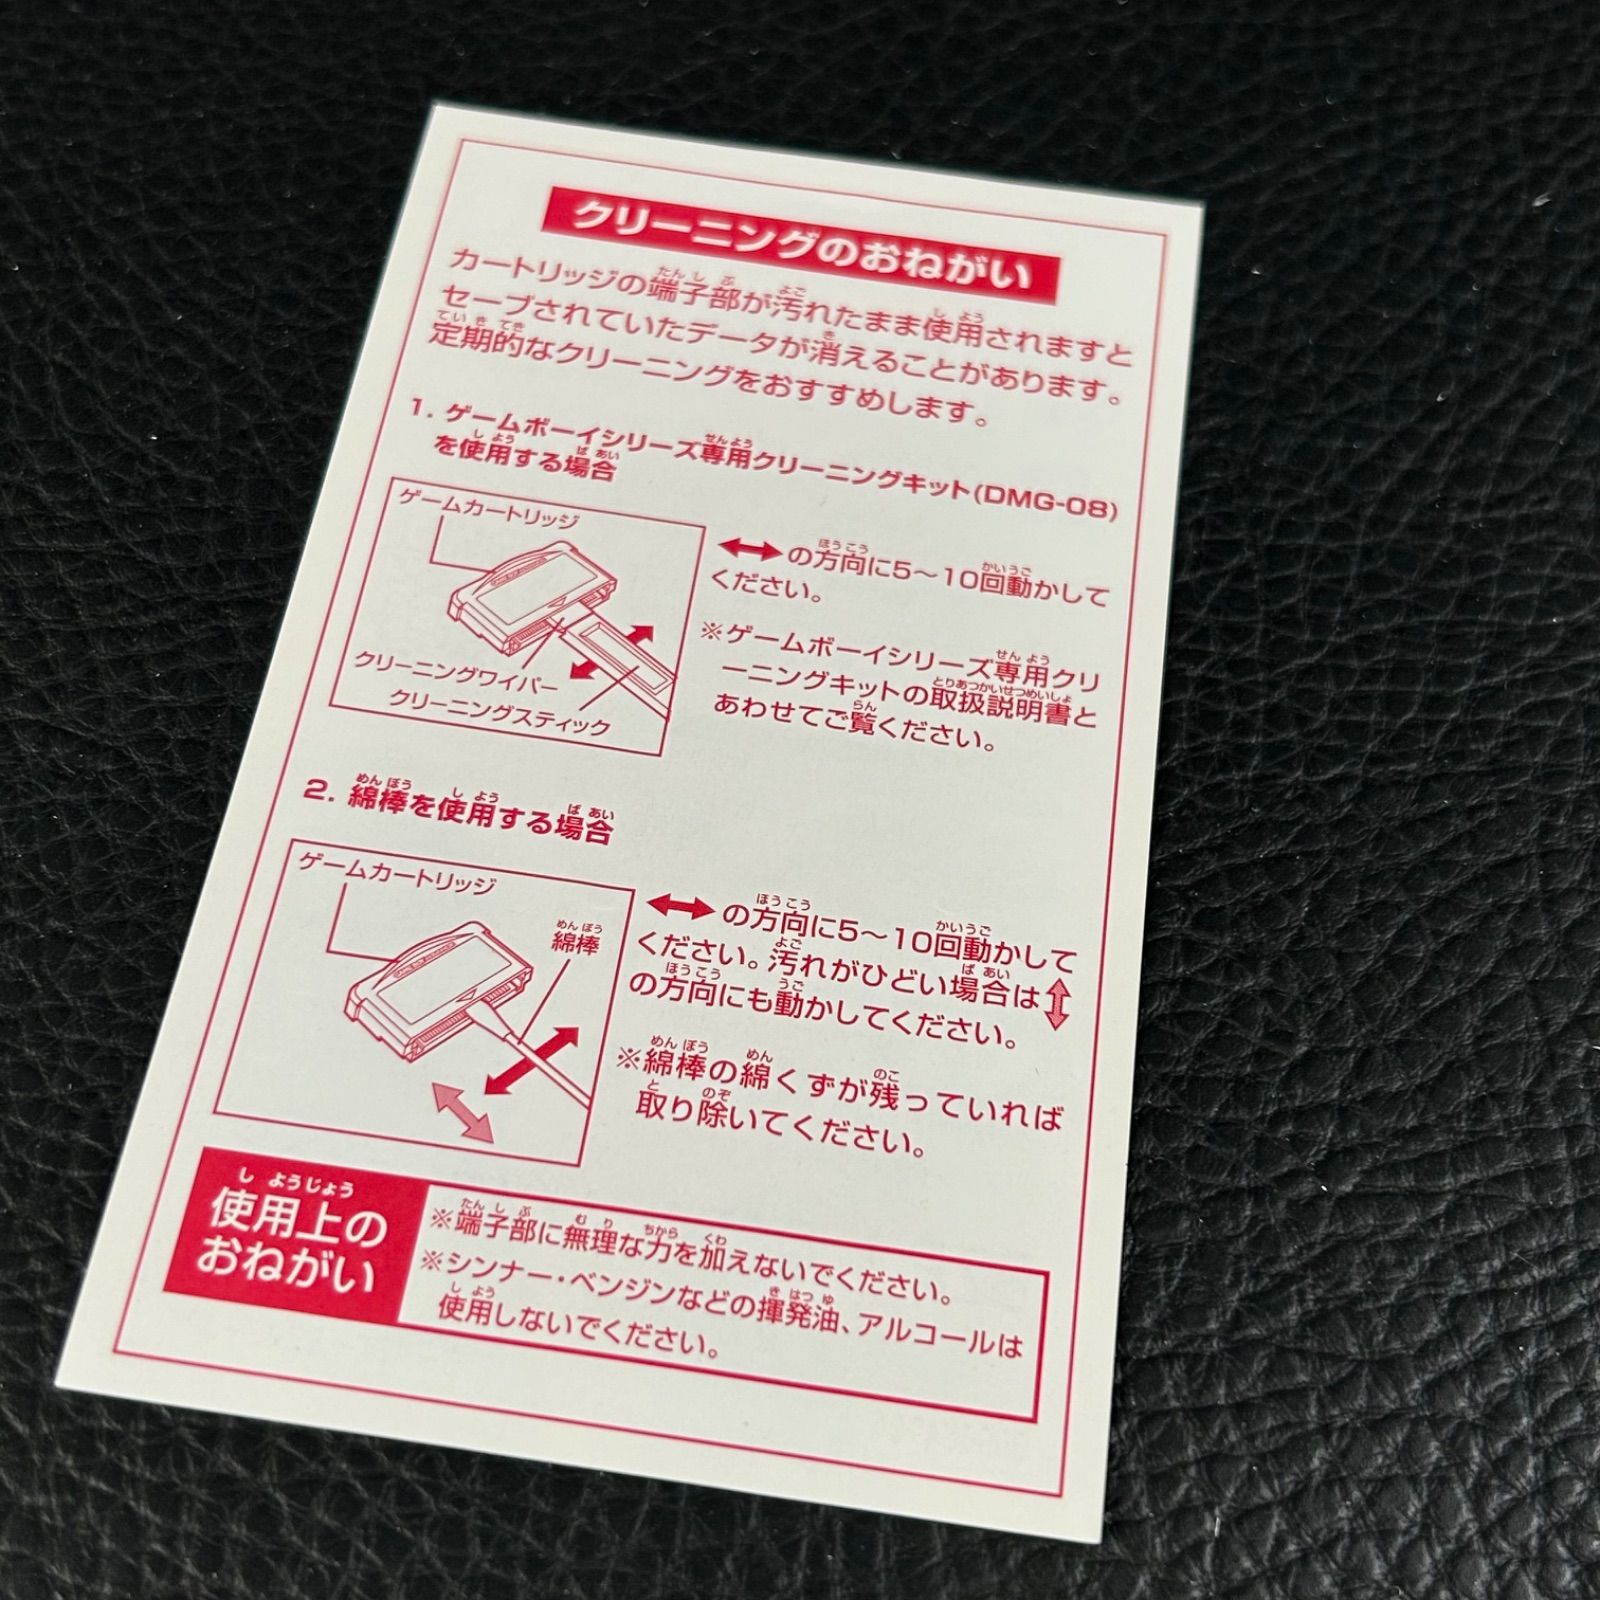 クリーニングのおねがい
カートリッジの端子部が汚れたまま使用されますと
セーブされていたデータが消えることがあります。
定期的なクリーニングをおすすめします。
1. ゲームボーイシリーズ専用クリーニングキット(DMG-08)
を使用する場合
ゲームカートリッジ
クリーニングワイパー
クリーニングスティック
の方向に5〜10回動かして
ください。
※ゲームボーイシリーズ専用クリ
ーニングキットの取扱説明書と
あわせてご覧ください。
2. 綿棒を使用する場合
ゲームカートリッジ
綿棒
の方向に5〜10回動かして
ください。汚れがひどい場合は
の方向にも動かしてください。
※綿棒の綿くずが残っていれば
取り除いてください。
使用上の
おねがい
※端子部に無理な力を加えないでください。
※シンナー・ベンジンなどの揮発油、アルコールは
使用しないでください。